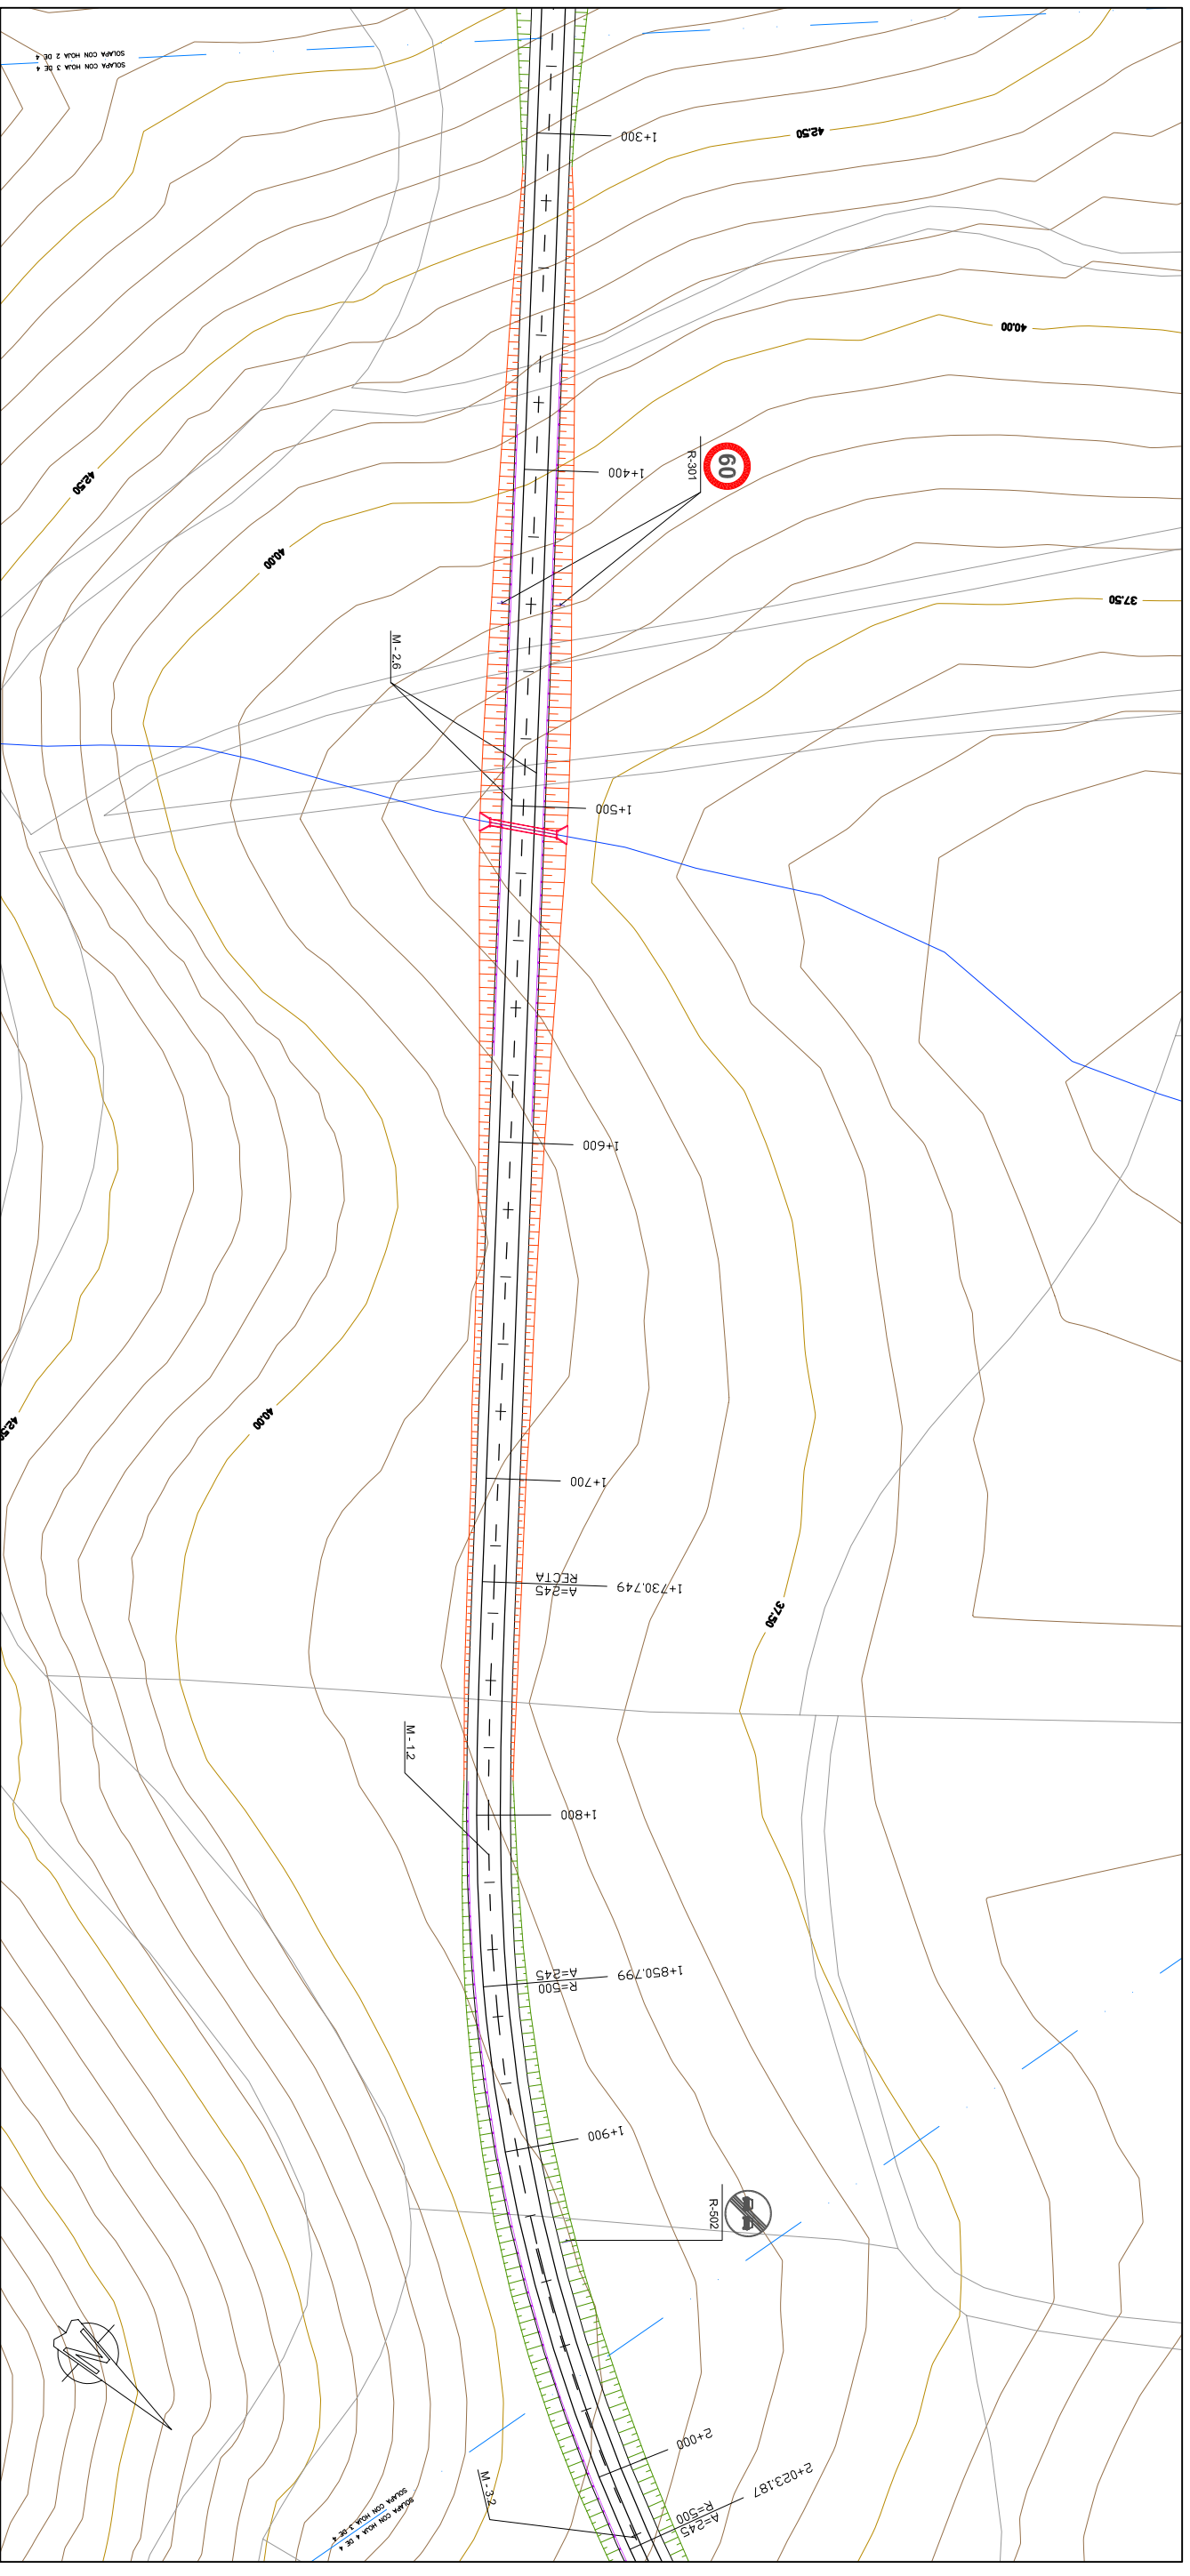 SOLAPA CON HOJA 2 DE 4
SOLAPA CON HOJA 3 DE 4
1+300
42.50
40.00
60
R-301
1+400
42.50
40.00
37.50
M - 2.6
1+500
1+600
42.50
40.00
1+700
RECTA
A=245
1+730.749
37.50
M - 1.2
1+800
A=245
R=500
1+850.799
1+900
R-502
2+000
2+023.187
R=500
A=245
M - 3.2
SOLAPA CON HOJA 3 DE 4
SOLAPA CON HOJA 4 DE 4
N